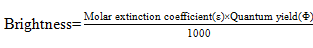 Brightness=Molar extinction coefficient(ε)×Quantum yield(Φ)
1000